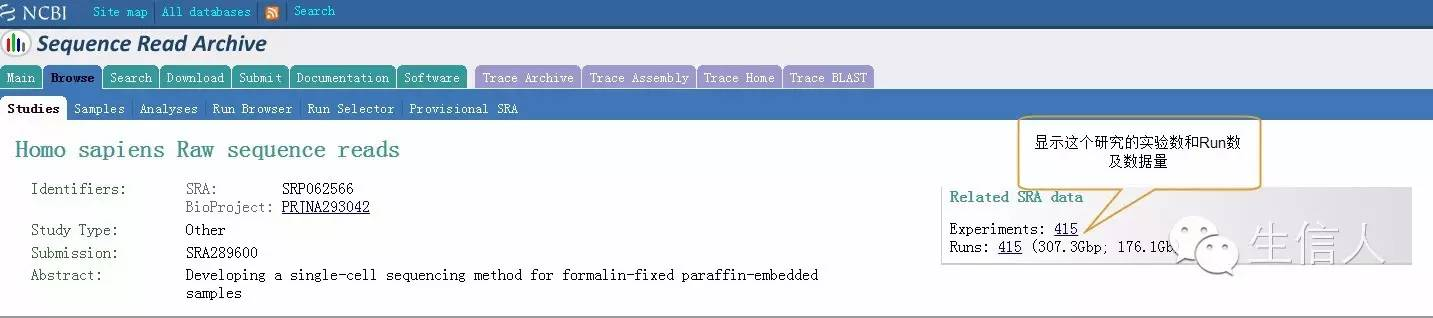 NCBI Site map All databases Search
Sequence Read Archive
Main Browse Search Download Submit Documentation Software Trace Archive Trace Assembly Trace Home Trace BLAST
Studies Samples Analyses Run Browser Run Selector Provisional SRA
Homo sapiens Raw sequence reads
显示这个研究的实验数和Run数
及数据量
Identifiers: SRA: SRP062566
BioProject: PRJNA293042
Study Type: Other
Submission: SRA289600
Abstract: Developing a single-cell sequencing method for formalin-fixed paraffin-embedded
samples
Related SRA data
Experiments: 415
Runs: 415 (307.3Gbp; 176.1Gb)
生信人